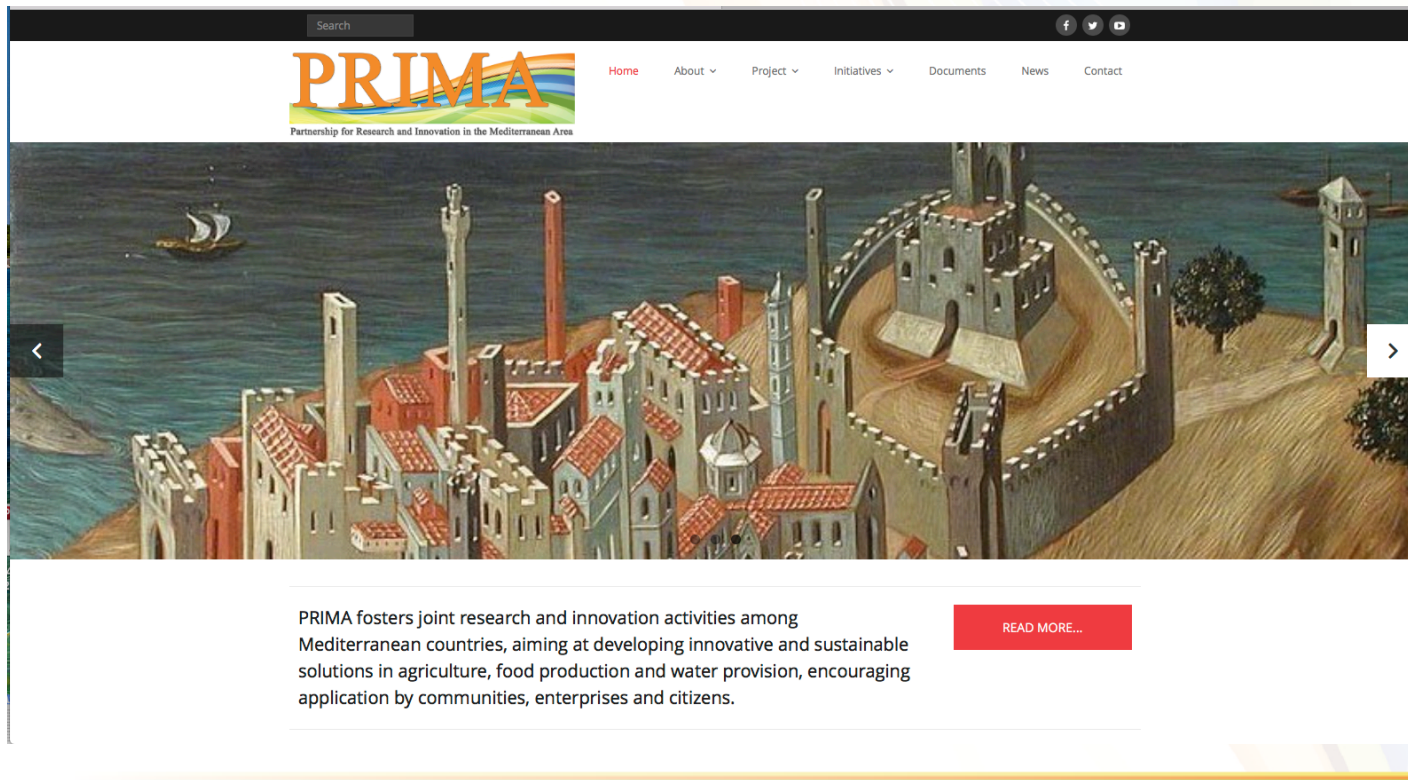 Search
PRIMA
Partnership for Research and Innovation in the Mediterranean Area
Home About Project Initiatives Documents News Contact
PRIMA fosters joint research and innovation activities among
Mediterranean countries, aiming at developing innovative and sustainable
solutions in agriculture, food production and water provision, encouraging
application by communities, enterprises and citizens.
READ MORE...